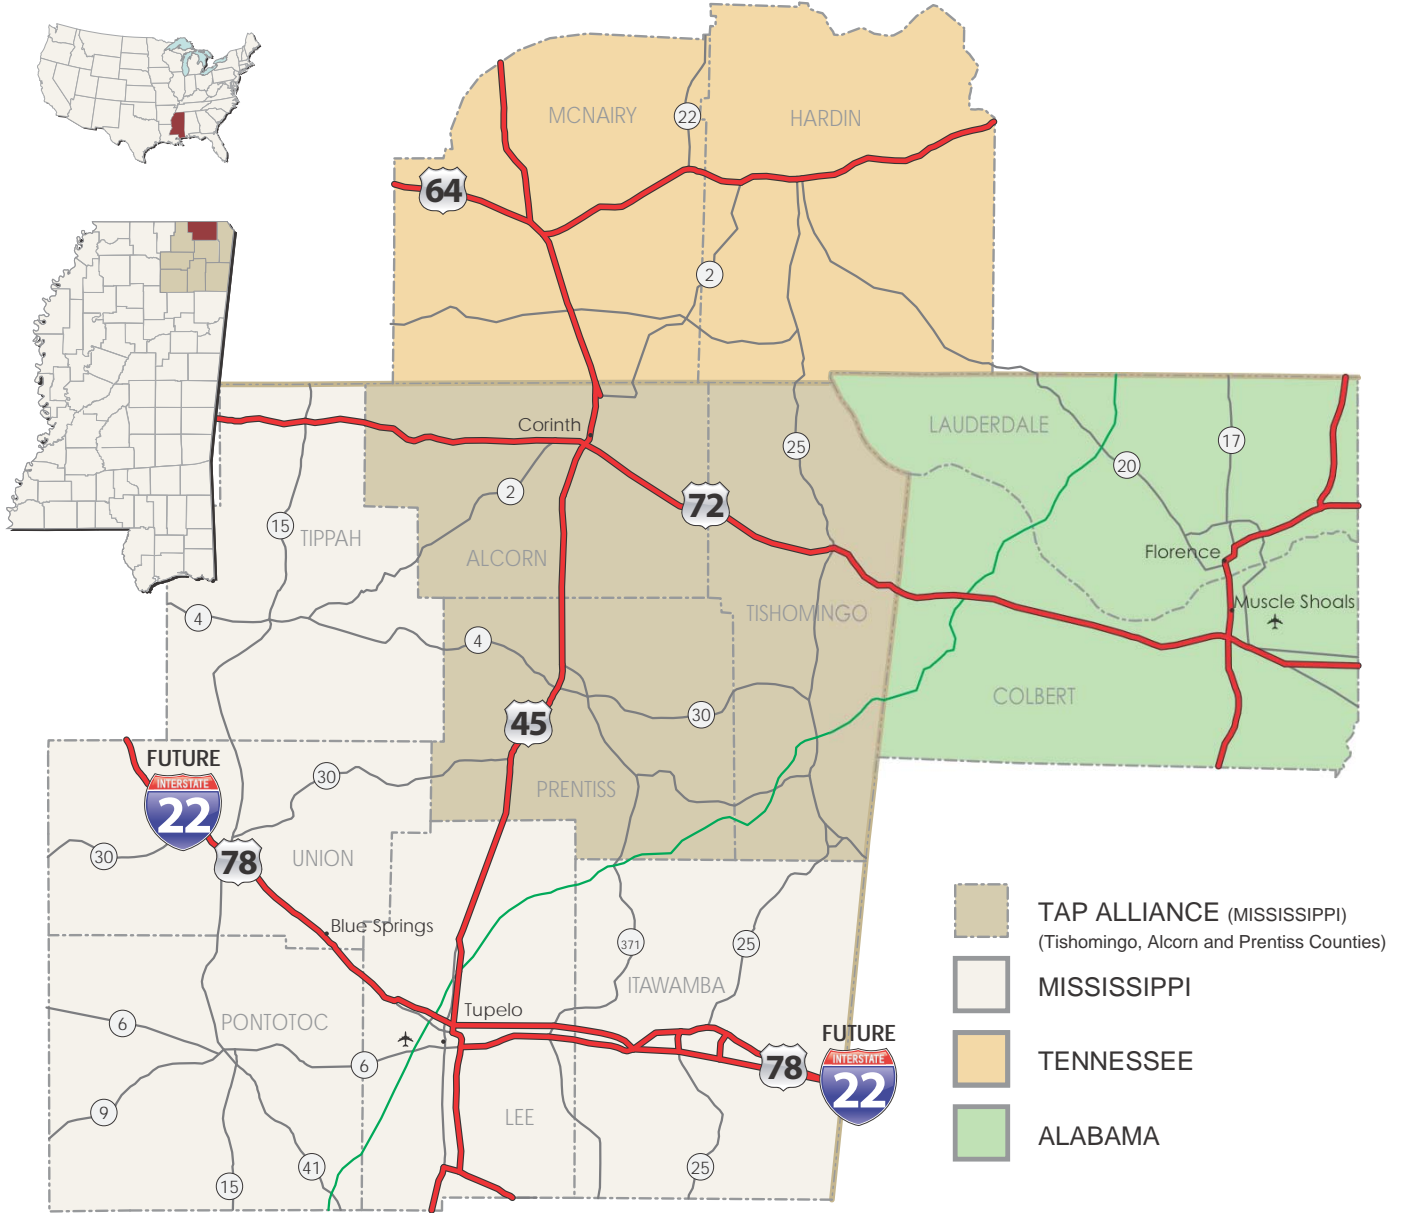 MCNAIRY
22
HARDIN
64
2
Corinth
25
LAUDERDALE
17
20
2
72
15
TIPPAH
ALCORN
Florence
4
TISHOMINGO
Muscle Shoals
4
COLBERT
30
45
FUTURE
INTERSTATE
22
30
PRENTISS
30
78
UNION
Blue Springs
371
25
ITAWAMBA
6
PONTOTOC
Tupelo
6
78
FUTURE
INTERSTATE
22
9
LEE
41
25
15
TAP ALLIANCE (MISSISSIPPI)
(Tishomingo, Alcorn and Prentiss Counties)
MISSISSIPPI
TENNESSEE
ALABAMA